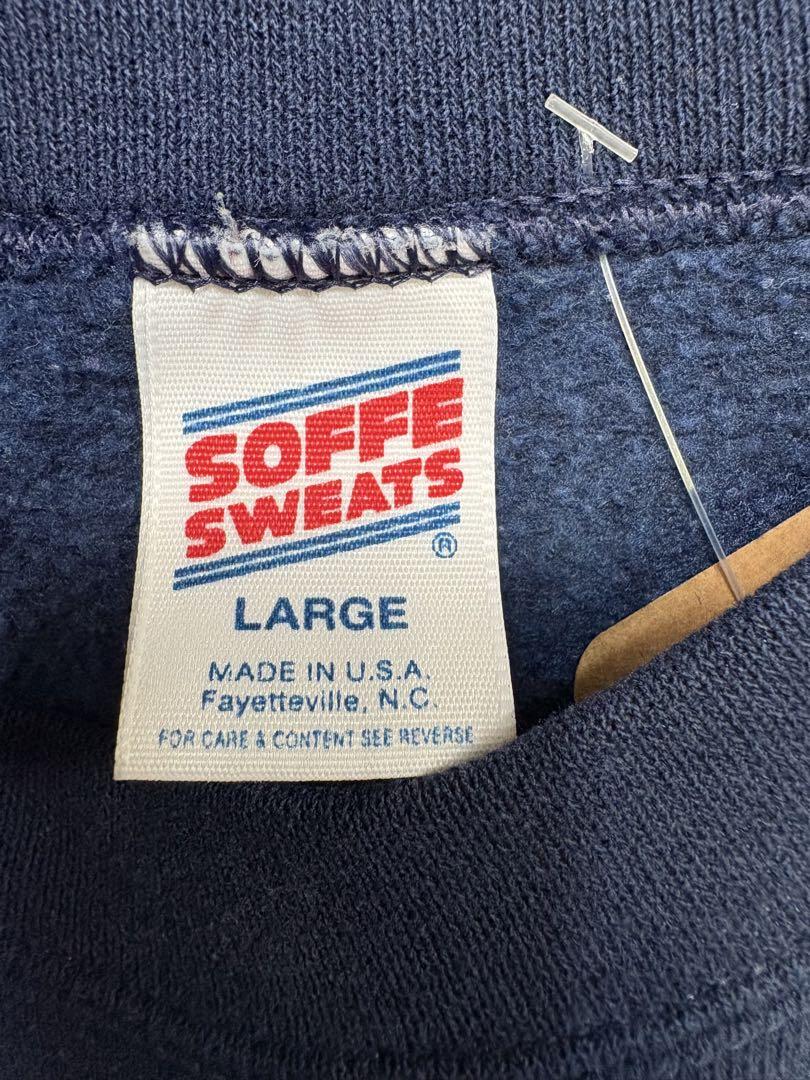 SOFFE
SWEATS
®
LARGE
MADE IN U.S.A.
Fayetteville, N.C.
FOR CARE & CONTENT SEE REVERSE